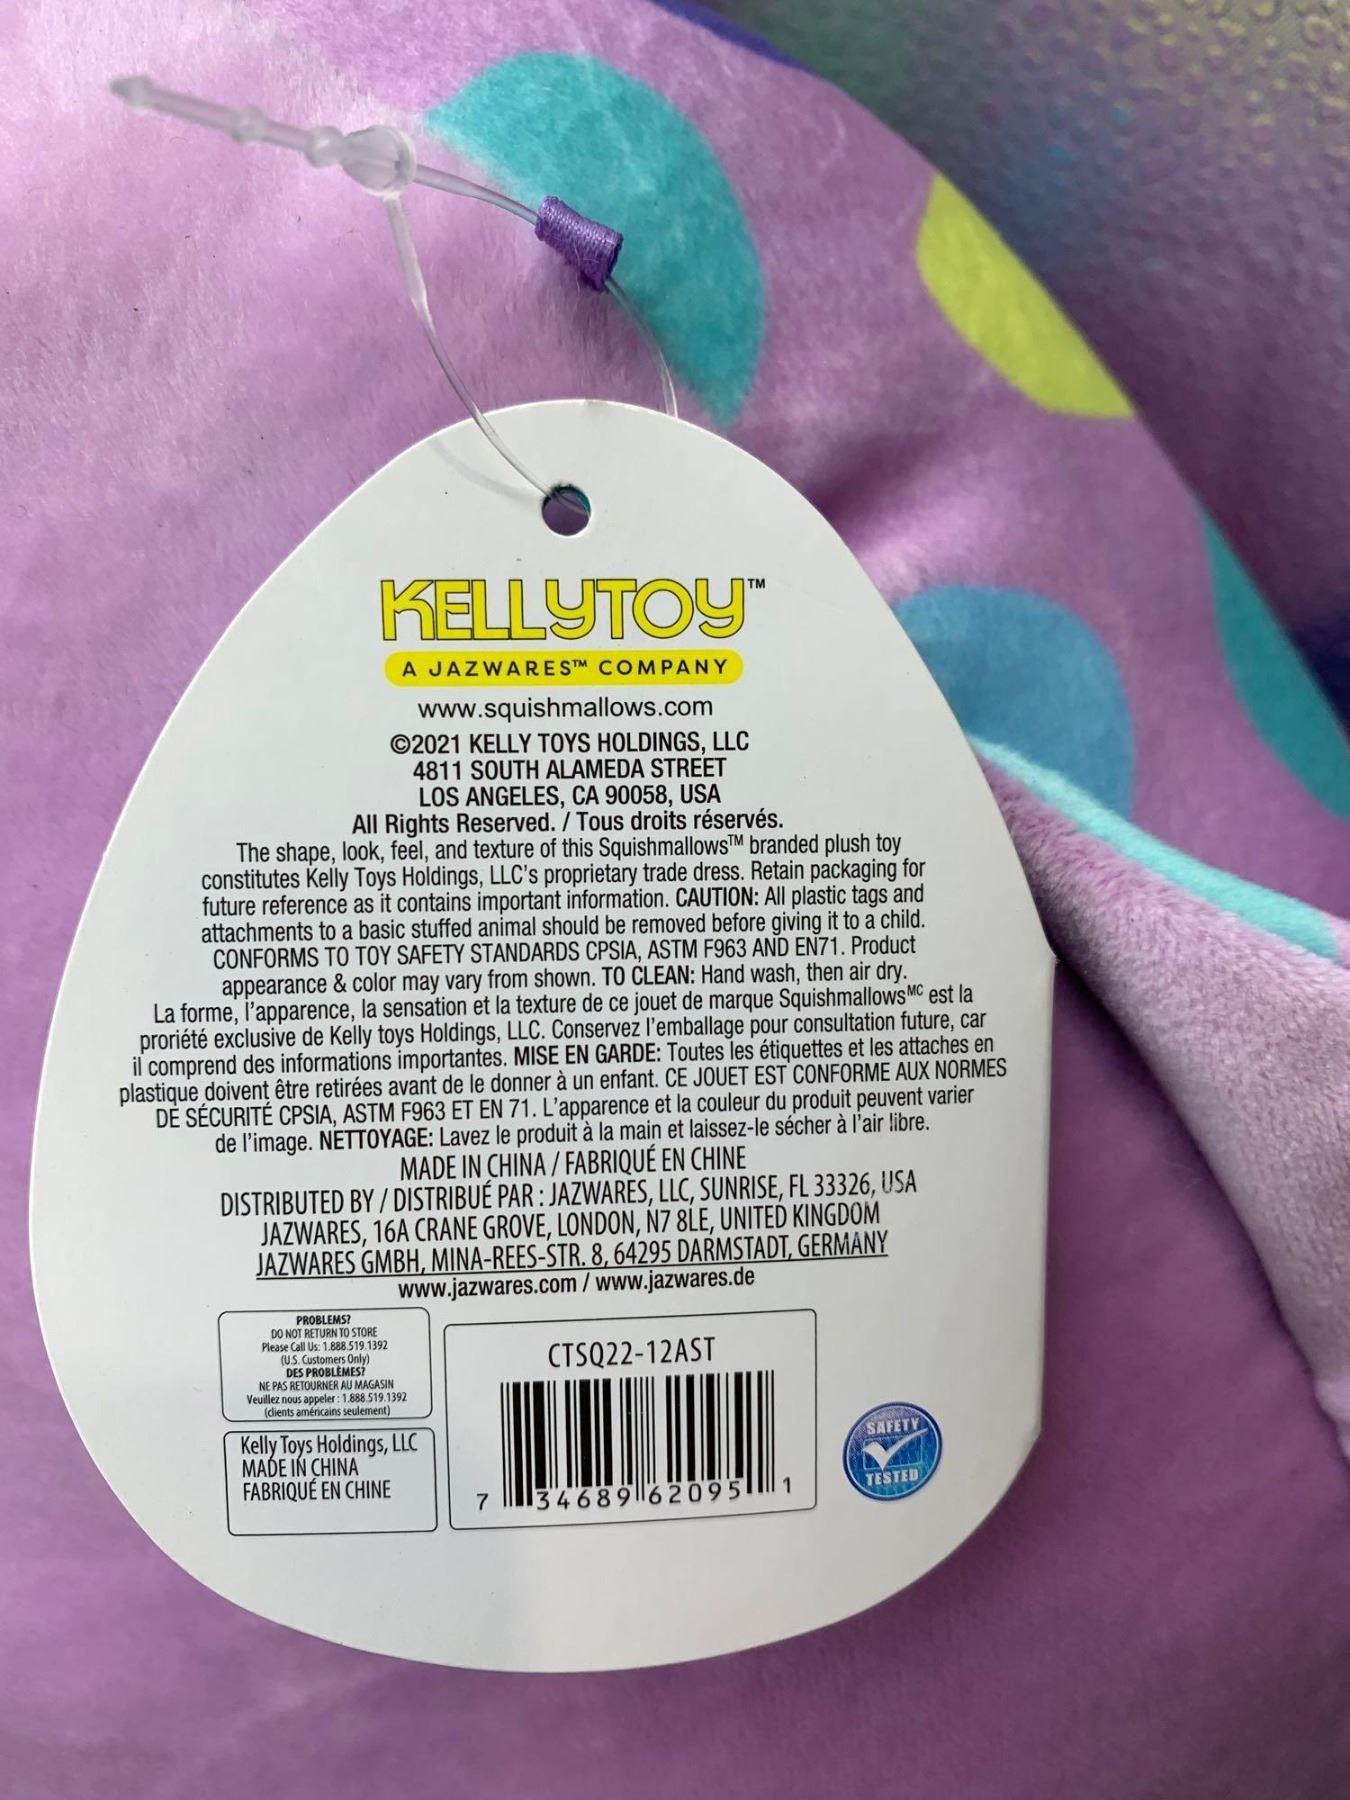 KELLYTOY™
A JAZWARES™ COMPANY
www.squishmallows.com
©2021 KELLY TOYS HOLDINGS, LLC
4811 SOUTH ALAMEDA STREET
LOS ANGELES, CA 90058, USA
All Rights Reserved. / Tous droits réservés.
The shape, look, feel, and texture of this Squishmallows™ branded plush toy
constitutes Kelly Toys Holdings, LLC's proprietary trade dress. Retain packaging for
future reference as it contains important information. CAUTION: All plastic tags and
attachments to a basic stuffed animal should be removed before giving it to a child.
CONFORMS TO TOY SAFETY STANDARDS CPSIA, ASTM F963 AND EN71. Product
appearance & color may vary from shown. TO CLEAN: Hand wash, then air dry.
La forme, l'apparence, la sensation et la texture de ce jouet de marque Squishmallows MC est la
proriété exclusive de Kelly toys Holdings, LLC. Conservez l'emballage pour consultation future, car
il comprend des informations importantes. MISE EN GARDE: Toutes les étiquettes et les attaches en
plastique doivent être retirées avant de le donner à un enfant. CE JOUET EST CONFORME AUX NORMES
DE SÉCURITÉ CPSIA, ASTM F963 ET EN 71. L'apparence et la couleur du produit peuvent varier
de l'image. NETTOYAGE: Lavez le produit à la main et laissez-le sécher à l'air libre.
MADE IN CHINA / FABRIQUÉ EN CHINE
DISTRIBUTED BY / DISTRIBUÉ PAR : JAZWARES, LLC, SUNRISE, FL 33326, USA
JAZWARES, 16A CRANE GROVE, LONDON, N7 8LE, UNITED KINGDOM
JAZWARES GMBH, MINA-REES-STR. 8, 64295 DARMSTADT, GERMANY
www.jazwares.com / www.jazwares.de
PROBLEMS?
DO NOT RETURN TO STORE
Please Call Us: 1.888.519.1392
(U.S. Customers Only)
DES PROBLÈMES?
NE PAS RETOURNER AU MAGASIN
Veuillez nous appeler : 1.888.519.1392
(clients américains seulement)
Kelly Toys Holdings, LLC
MADE IN CHINA
FABRIQUÉ EN CHINE
CTSQ22-12AST
7 34689 62095 1
SAFETY
TESTED